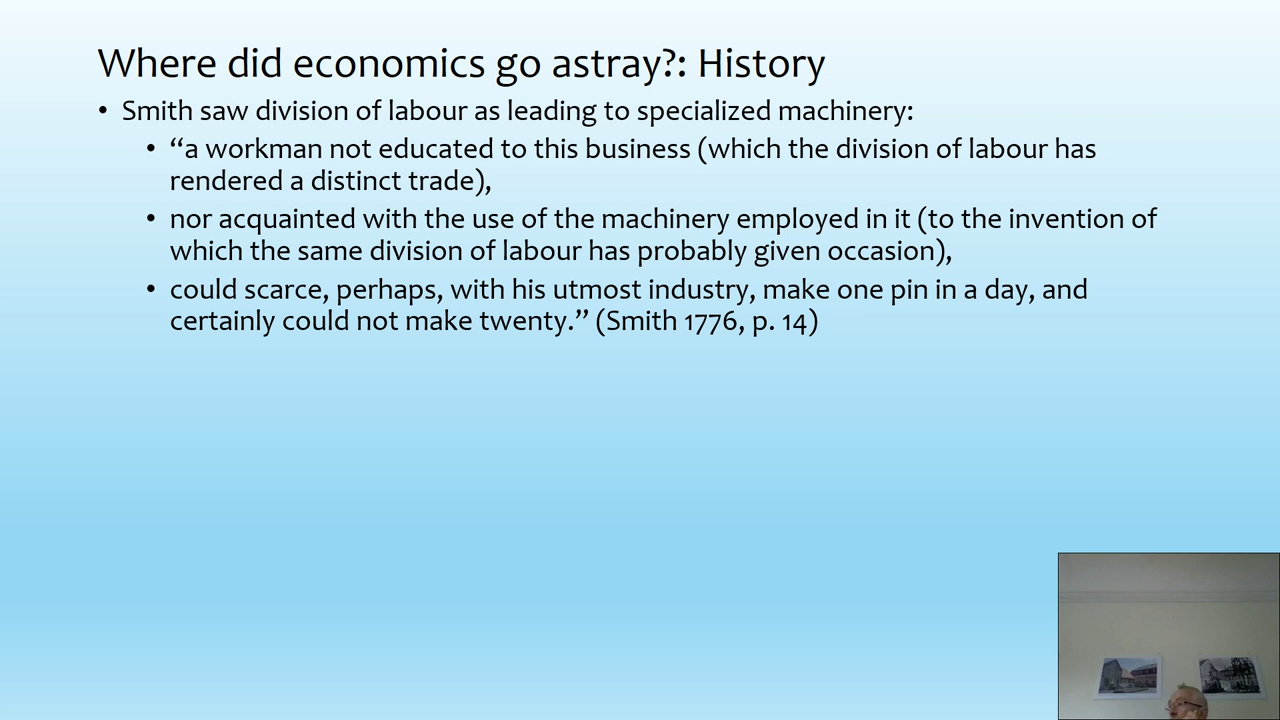 Where did economics go astray?: History
• Smith saw division of labour as leading to specialized machinery:
• “a workman not educated to this business (which the division of labour has
rendered a distinct trade),
• nor acquainted with the use of the machinery employed in it (to the invention of
which the same division of labour has probably given occasion),
• could scarce, perhaps, with his utmost industry, make one pin in a day, and
certainly could not make twenty.” (Smith 1776, p. 14)